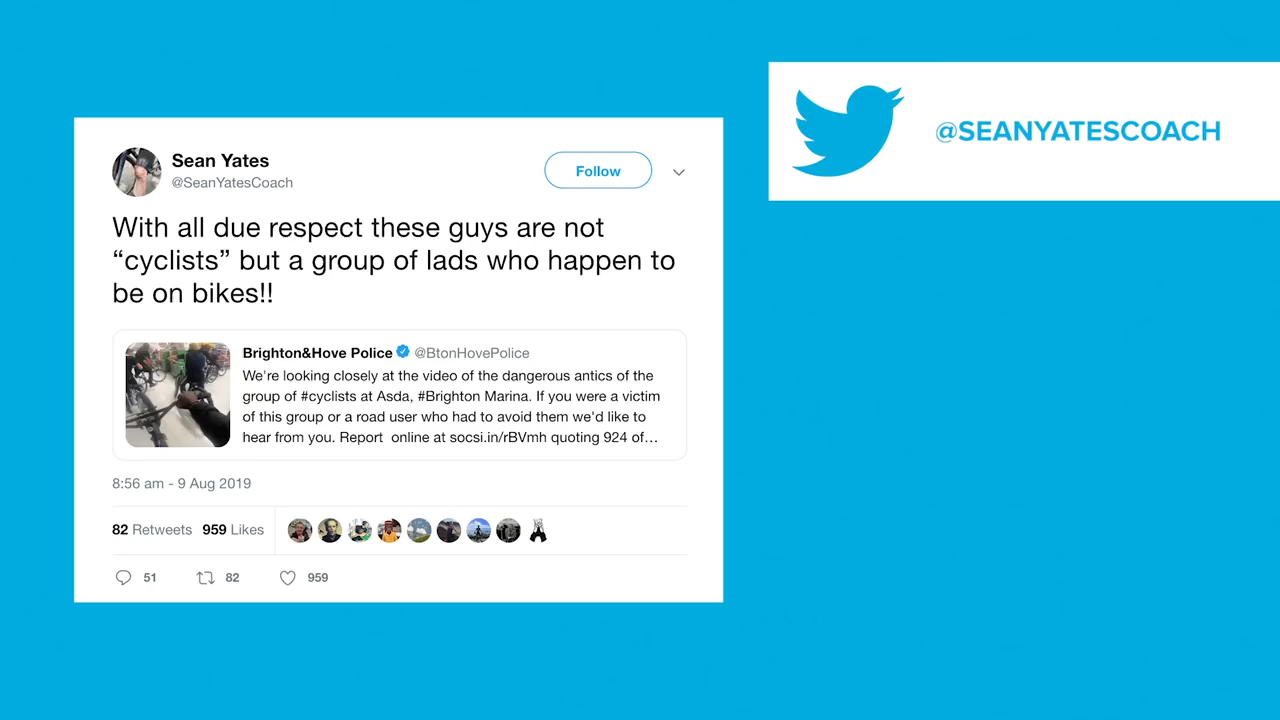 Sean Yates
@SeanYatesCoach
Follow
With all due respect these guys are not
“cyclists” but a group of lads who happen to
be on bikes!!
Brighton&Hove Police @BtonHovePolice
We're looking closely at the video of the dangerous antics of the
group of #cyclists at Asda, #Brighton Marina. If you were a victim
of this group or a road user who had to avoid them we'd like to
hear from you. Report  online at socsi.in/rBVmh quoting 924 of…
8:56 am - 9 Aug 2019
82 Retweets 959 Likes
51 82 959
@SEANYATESCOACH